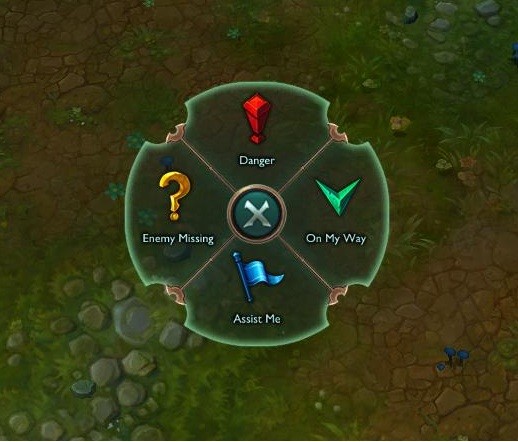 Danger
Enemy Missing
On My Way
Assist Me